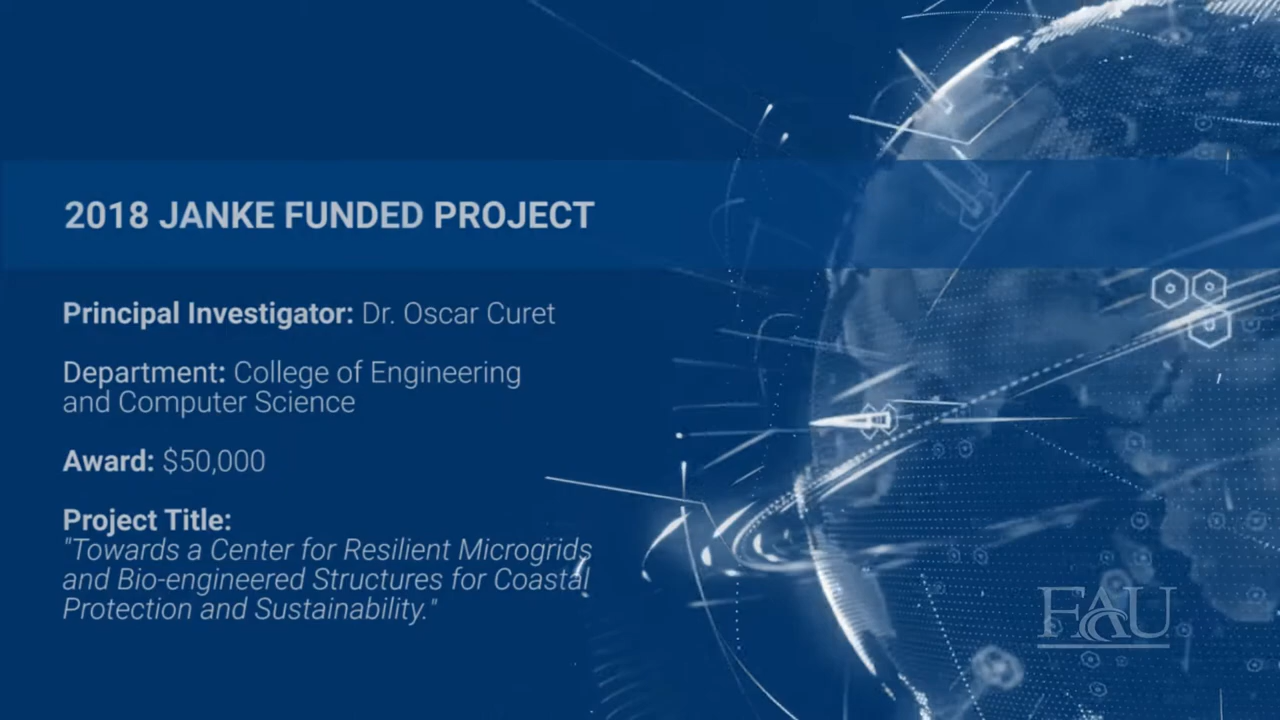 2018 JANKE FUNDED PROJECT
Principal Investigator: Dr. Oscar Curet
Department: College of Engineering
and Computer Science
Award: $50,000
Project Title:
"Towards a Center for Resilient Microgrids
and Bio-engineered Structures for Coastal
Protection and Sustainability."
FAU